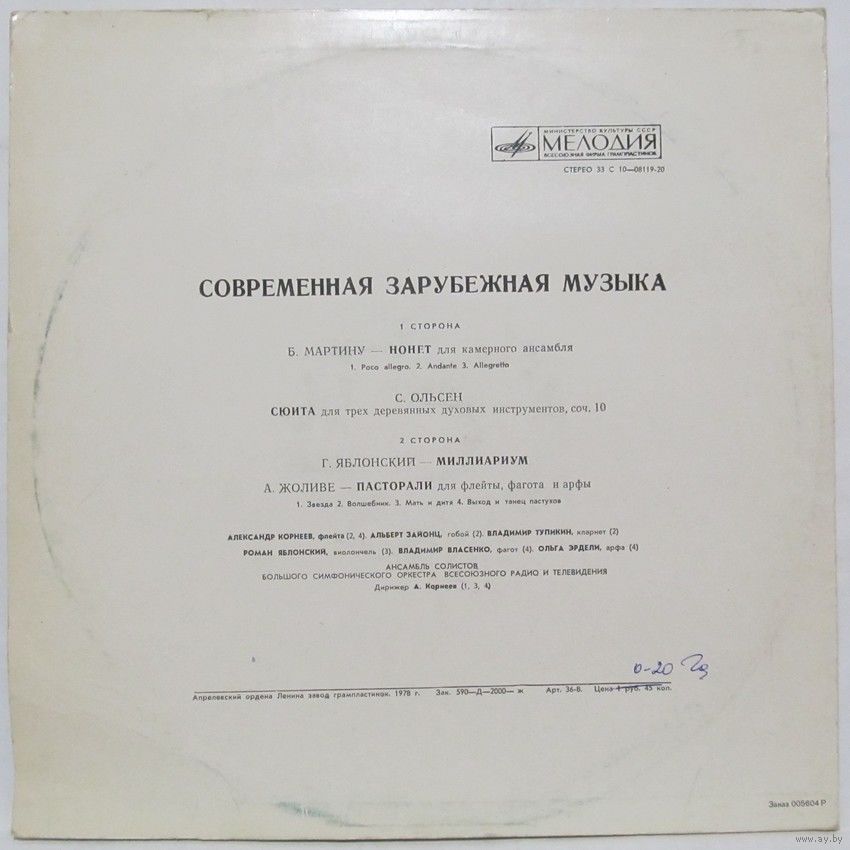 МИНИСТЕРСТВО КУЛЬТУРЫ СССР
МЕЛОДИЯ
ВСЕСОЮЗНАЯ ФИРМА ГРАМПЛАСТИНОК
СТЕРЕО 33 С 10—08119-20
СОВРЕМЕННАЯ ЗАРУБЕЖНАЯ МУЗЫКА
1 СТОРОНА
Б. МАРТИНУ — НОНЕТ для камерного ансамбля
1. Poco allegro. 2. Andante 3. Allegretto
С. ОЛЬСЕН
СЮИТА для трех деревянных духовых инструментов, соч. 10
2 СТОРОНА
Г. ЯБЛОНСКИЙ — МИЛЛИАРИУМ
А. ЖОЛИВЕ — ПАСТОРАЛИ для флейты, фагота и арфы
1. Звезда 2. Волшебник. 3. Мать и дитя 4. Выход и танец пастухов
АЛЕКСАНДР КОРНЕЕВ, флейта (2, 4). АЛЬБЕРТ ЗАЙОНЦ, гобой (2). ВЛАДИМИР ТУПИКИН, кларнет (2)
РОМАН ЯБЛОНСКИЙ, виолончель (3). ВЛАДИМИР ВЛАСЕНКО, фагот (4). ОЛЬГА ЭРДЕЛИ, арфа (4)
АНСАМБЛЬ СОЛИСТОВ
БОЛЬШОГО СИМФОНИЧЕСКОГО ОРКЕСТРА ВСЕСОЮЗНОГО РАДИО И ТЕЛЕВИДЕНИЯ
Дирижер А. Корнеев (1, 3, 4)
0-20
Апрелевский ордена Ленина завод грампластинок. 1978 г. Зак. 590—Д—2000— ж Арт. 36-8. Цена 1 руб. 45 коп.
Заказ 005604 Р
www.ay.by